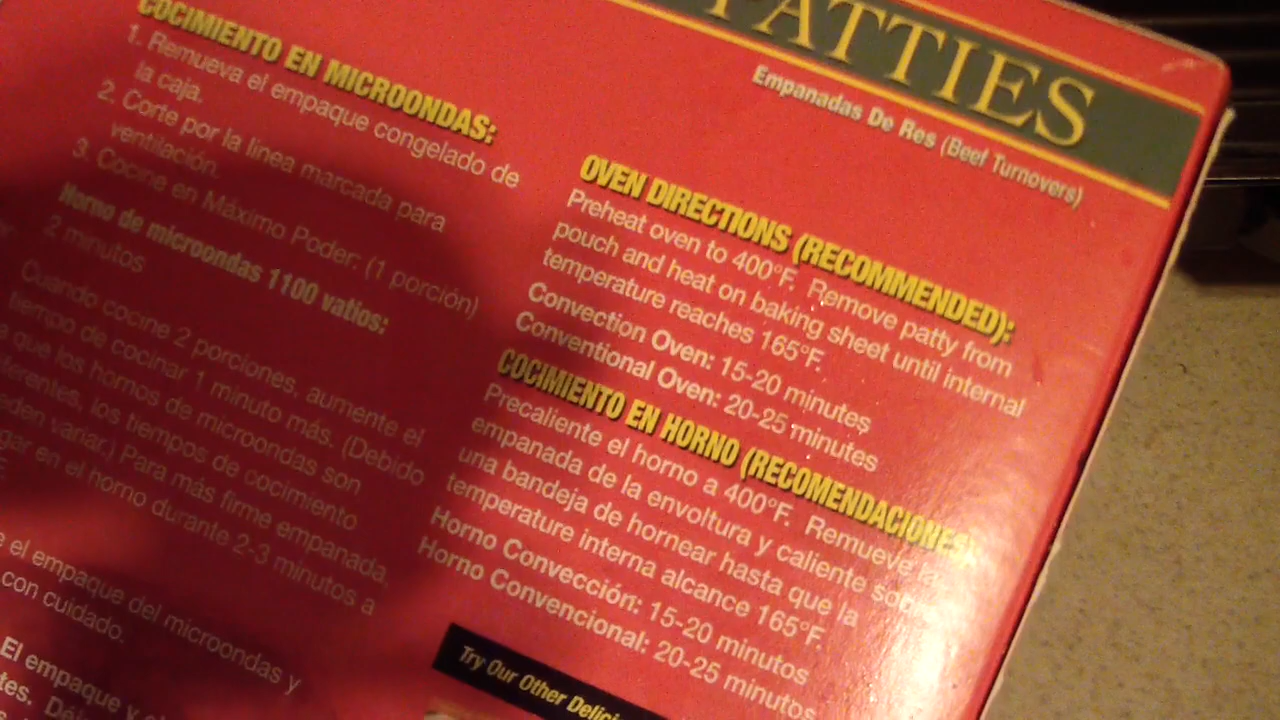 PATTIES
Empanadas De Res (Beef Turnovers)
COCIMIENTO EN MICROONDAS:
1. Remueva el empaque congelado de
la caja.
2. Corte por la linea marcada para
ventilación.
3. Cocine en Máximo Poder: (1 porción)
Horno de microondas 1100 vatios:
2 minutos
Cuando cocine 2 porciones, aumente el
tiempo de cocinar 1 minuto más. (Debido
a que los hornos de microondas son
los tiempos de cocimiento
variar.) Para más firme empanada,
en el horno durante 2-3 minutos a
el empaque del microondas y
con cuidado.
El empaque y
OVEN DIRECTIONS (RECOMMENDED):
Preheat oven to 400°F. Remove patty from
pouch and heat on baking sheet until internal
temperature reaches 165°F.
Convection Oven: 15-20 minutes
Conventional Oven: 20-25 minutes
COCIMIENTO EN HORNO (RECOMENDACIONES):
Precaliente el horno a 400°F. Remueve la
empanada de la envoltura y caliente sobre
una bandeja de hornear hasta que la
temperature interna alcance 165°F.
Horno Convección: 15-20 minutos
Horno Convencional: 20-25 minutos
Try Our Other